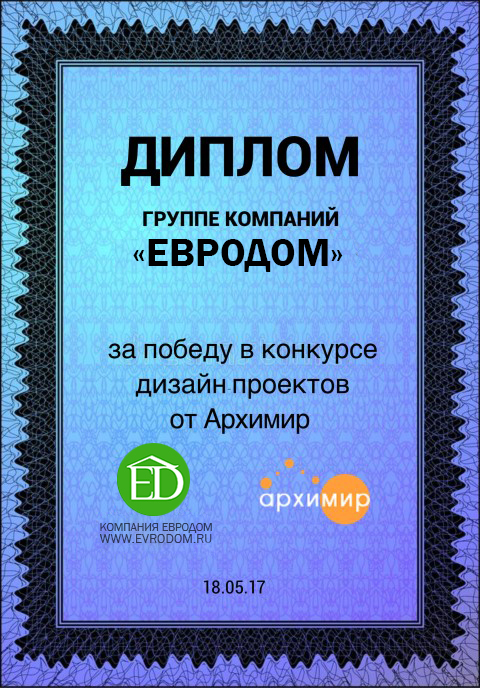 ДИПЛОМ
ГРУППЕ КОМПАНИЙ
«ЕВРОДОМ»
за победу в конкурсе
дизайн проектов
от Архимир
ED
архимир
КОМПАНИЯ ЕВРОДОМ
WWW.EVRODOM.RU
18.05.17